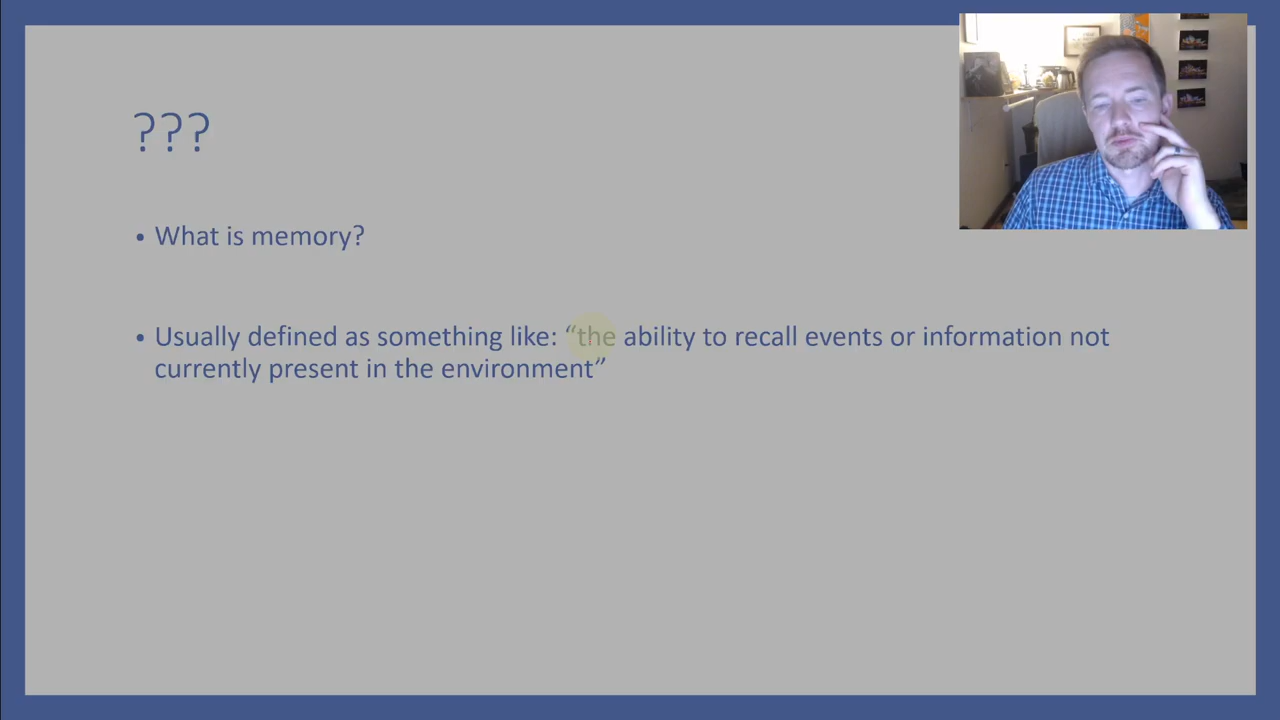 ???
• What is memory?
• Usually defined as something like: “the ability to recall events or information not
currently present in the environment”